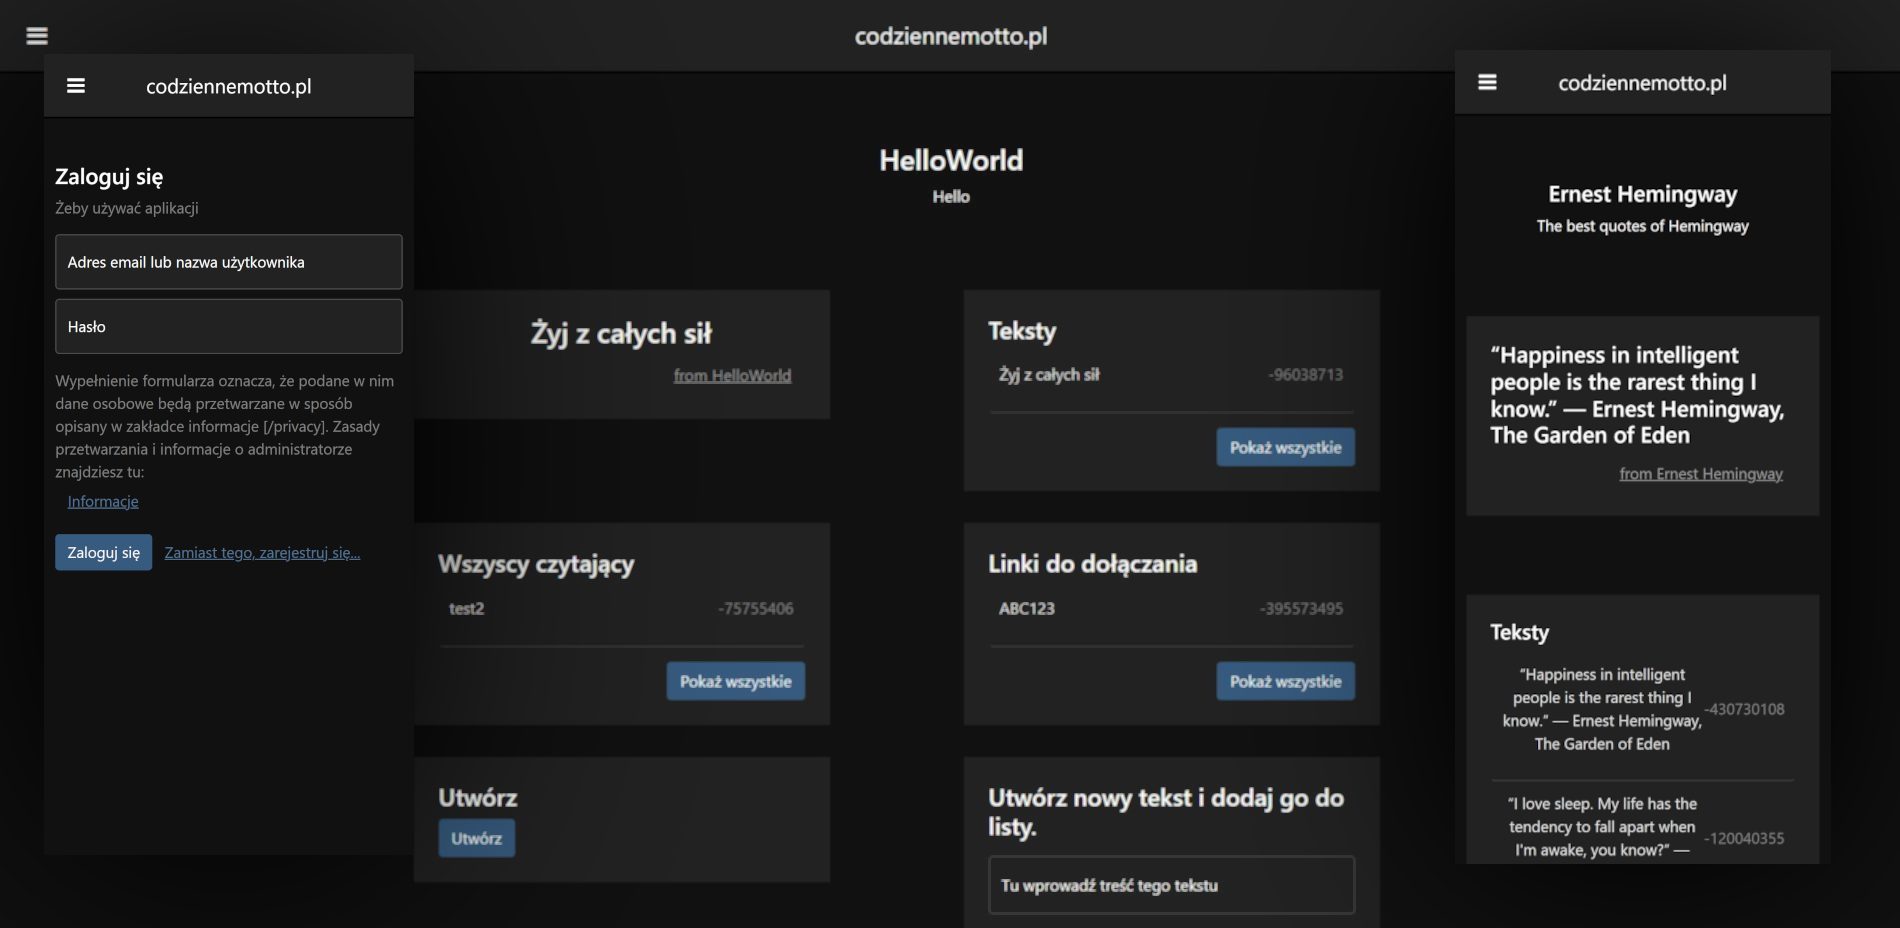 codziennemotto.pl
codziennemotto.pl
Zaloguj się
Żeby używać aplikacji
Adres email lub nazwa użytkownika
Hasło
Wypełnienie formularza oznacza, że podane w nim
dane osobowe będą przetwarzane w sposób
opisany w zakładce informacje [/privacy]. Zasady
przetwarzania i informacje o administratorze
znajdziesz tu:
Informacje
Zaloguj się
Zamiast tego, zarejestruj się...
HelloWorld
Hello
Żyj z całych sił
from HelloWorld
Teksty
Żyj z całych sił
-96038713
Pokaż wszystkie
Wszyscy czytający
test2
-75755406
Pokaż wszystkie
Linki do dołączania
ABC123
-395573495
Pokaż wszystkie
Utwórz
Utwórz
Utwórz nowy tekst i dodaj go do
listy.
Tu wprowadź treść tego tekstu
codziennemotto.pl
Ernest Hemingway
The best quotes of Hemingway
“Happiness in intelligent
people is the rarest thing I
know.” ― Ernest Hemingway,
The Garden of Eden
from Ernest Hemingway
Teksty
“Happiness in intelligent
people is the rarest thing I
know.” ― Ernest Hemingway,
The Garden of Eden
-430730108
“I love sleep. My life has the
tendency to fall apart when
I'm awake, you know?” ―
-120040355